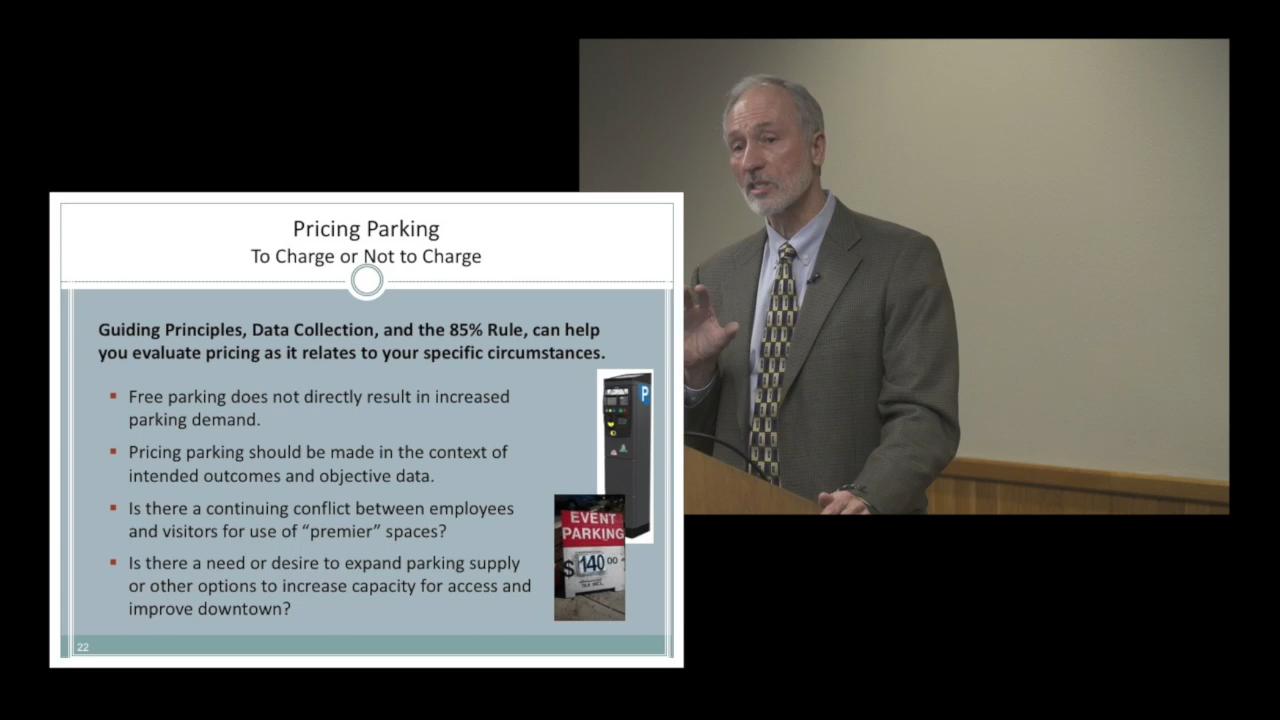 Pricing Parking
To Charge or Not to Charge
Guiding Principles, Data Collection, and the 85% Rule, can help
you evaluate pricing as it relates to your specific circumstances.
▪ Free parking does not directly result in increased
parking demand.
▪ Pricing parking should be made in the context of
intended outcomes and objective data.
▪ Is there a continuing conflict between employees
and visitors for use of “premier” spaces?
▪ Is there a need or desire to expand parking supply
or other options to increase capacity for access and
improve downtown?
P
EVENT
PARKING
$140 00
22